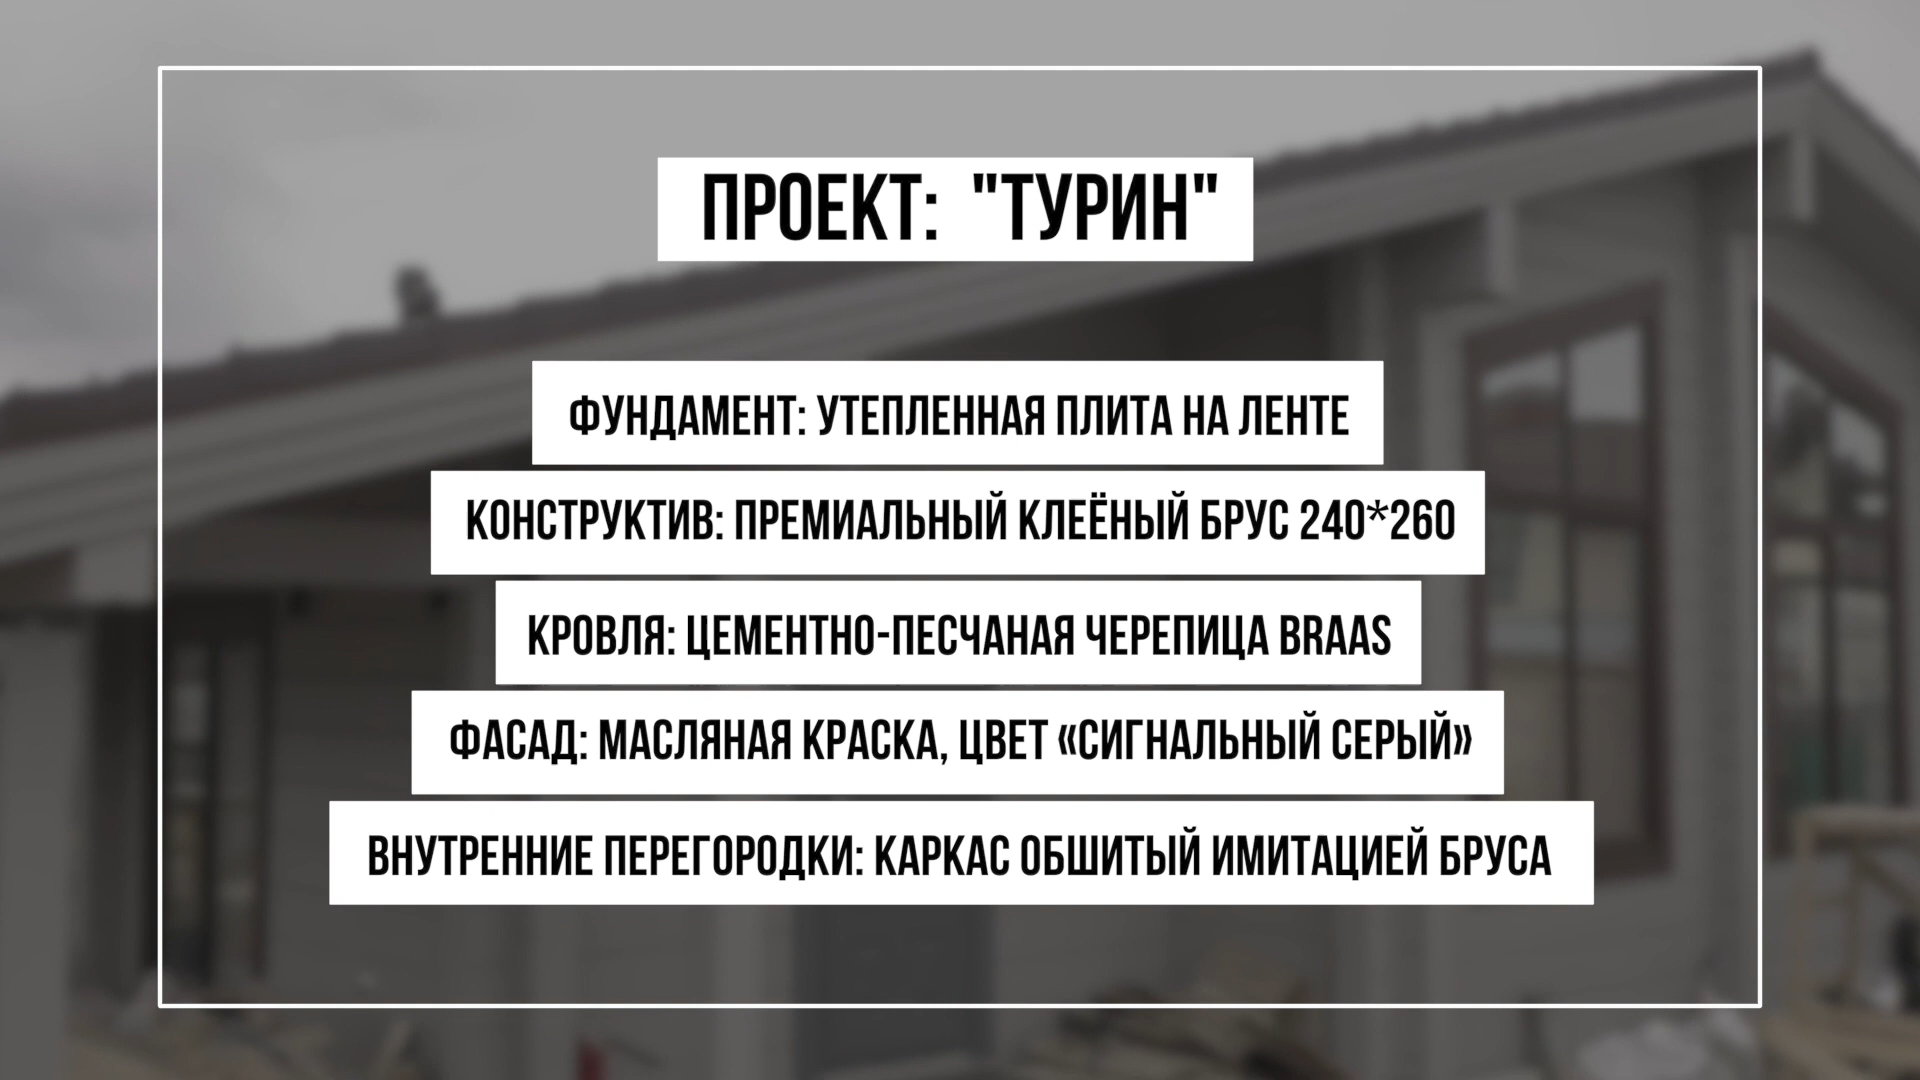 ПРОЕКТ: "ТУРИН"
ФУНДАМЕНТ: УТЕПЛЕННАЯ ПЛИТА НА ЛЕНТЕ
КОНСТРУКТИВ: ПРЕМИАЛЬНЫЙ КЛЕЁНЫЙ БРУС 240*260
КРОВЛЯ: ЦЕМЕНТНО-ПЕСЧАНАЯ ЧЕРЕПИЦА BRAAS
ФАСАД: МАСЛЯНАЯ КРАСКА, ЦВЕТ «СИГНАЛЬНЫЙ СЕРЫЙ»
ВНУТРЕННИЕ ПЕРЕГОРОДКИ: КАРКАС ОБШИТЫЙ ИМИТАЦИЕЙ БРУСА